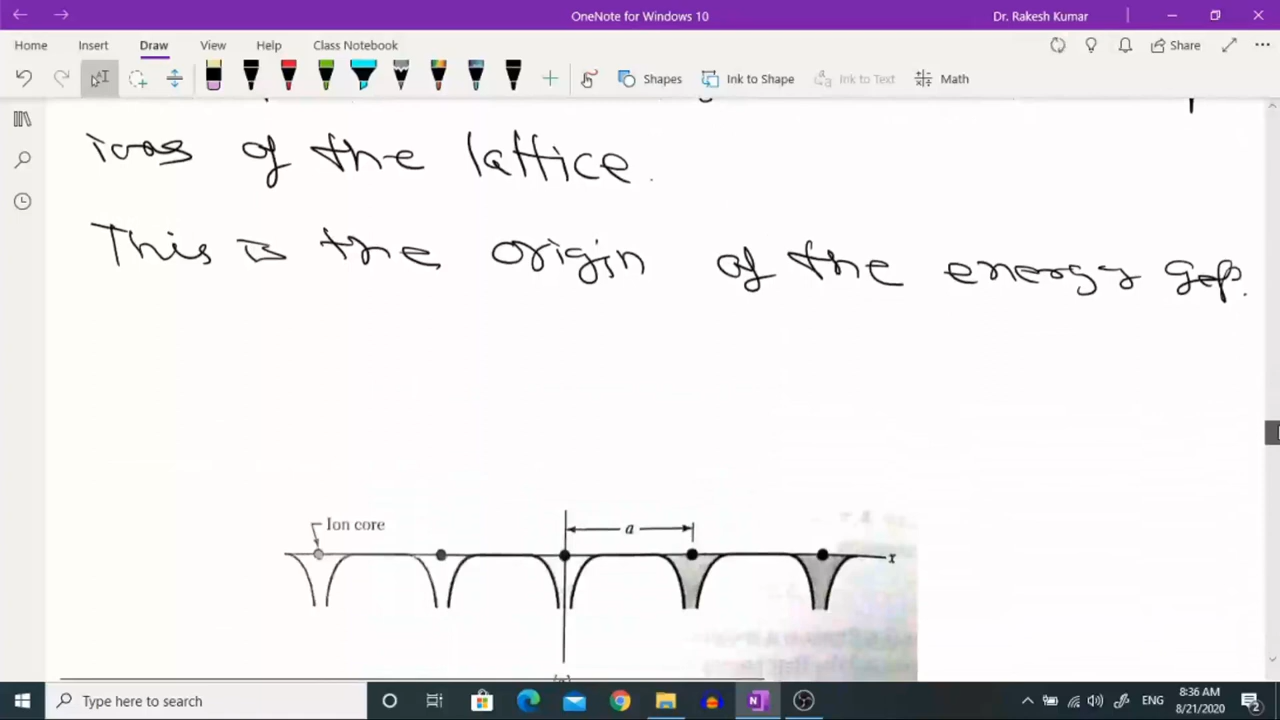 OneNote for Windows 10
Dr. Rakesh Kumar
Home Insert Draw View Help Class Notebook
Share
Shapes Ink to Shape Ink to Text Math
ions of the lattice.
This is the origin of the energy gap.
Ion core
a
x
Type here to search
ENG
8:36 AM
8/21/2020
2